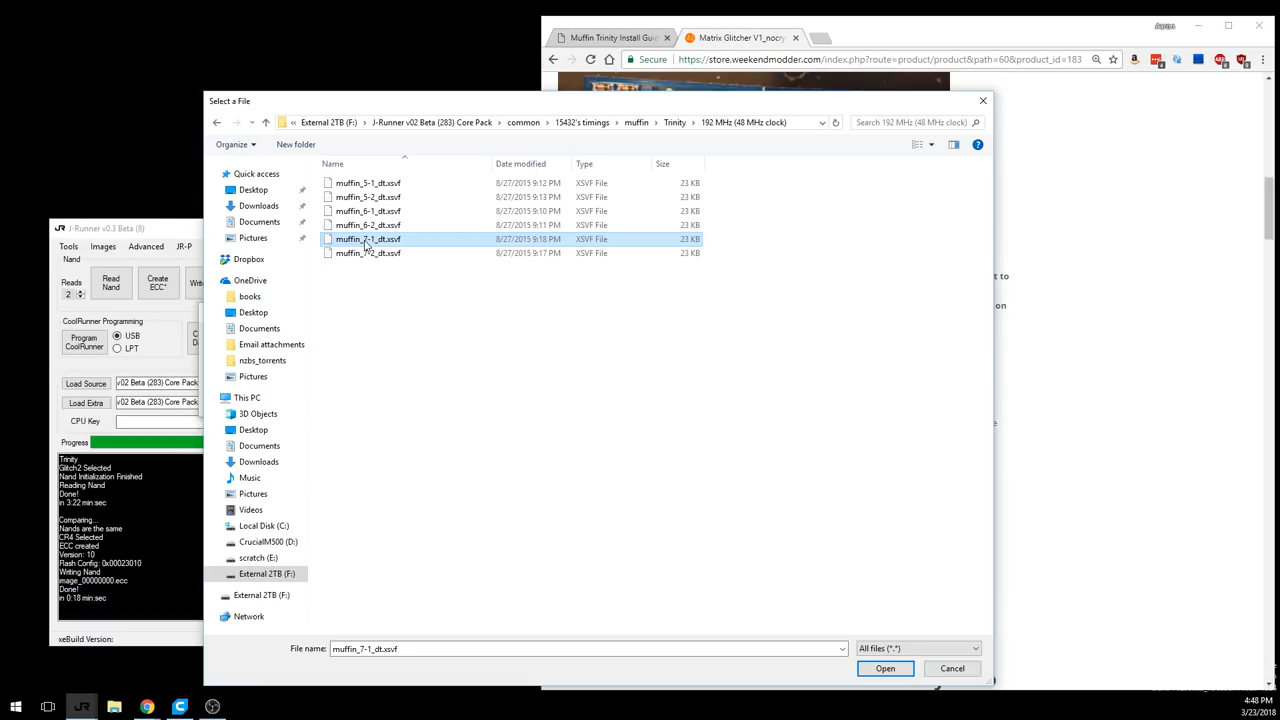 Aaron
Muffin Trinity Install Guid
Matrix Glitcher V1_nocry
Secure
https://store.weekendmodder.com/index.php?route=product/product&path=60&product_id=183
Select a File
« External 2TB (F:) > J-Runner v02 Beta (283) Core Pack > common > 15432's timings > muffin > Trinity > 192 MHz (48 MHz clock)
Search 192 MHz (48 MHz clock)
Organize
New folder
Name
Date modified
Type
Size
muffin_5-1_dt.xsvf 8/27/2015 9:12 PM XSVF File 23 KB
muffin_5-2_dt.xsvf 8/27/2015 9:13 PM XSVF File 23 KB
muffin_6-1_dt.xsvf 8/27/2015 9:10 PM XSVF File 23 KB
muffin_6-2_dt.xsvf 8/27/2015 9:11 PM XSVF File 23 KB
muffin_7-1_dt.xsvf 8/27/2015 9:18 PM XSVF File 23 KB
muffin_7-2_dt.xsvf 8/27/2015 9:17 PM XSVF File 23 KB
Quick access
Desktop
Downloads
Documents
Pictures
Dropbox
OneDrive
books
Desktop
Documents
Email attachments
nzbs_torrents
Pictures
This PC
3D Objects
Desktop
Documents
Downloads
Music
Pictures
Videos
Local Disk (C:)
CrucialM500 (D:)
scratch (E:)
External 2TB (F:)
External 2TB (F:)
Network
File name:
muffin_7-1_dt.xsvf
All files (*.*)
Open
Cancel
JR J-Runner v0.3 Beta (8)
Tools
Images
Advanced
JR-P
Nand
Reads
2
Read
Nand
Create
ECC*
Writ
CoolRunner Programming
Program
CoolRunner
USB
LPT
C
D
Load Source
v02 Beta (283) Core Pack
Load Extra
v02 Beta (283) Core Pack
CPU Key
Progress
Trinity
Glitch2 Selected
Nand Initialization Finished
Reading Nand
Done!
in 3:22 min:sec
Comparing...
Nands are the same
CR4 Selected
ECC created
Version: 10
Flash Config: 0x00023010
Writing Nand
image_00000000.ecc
Done!
in 0:18 min:sec
xeBuild Version:
t to
on
e
JR
4:48 PM
3/23/2018